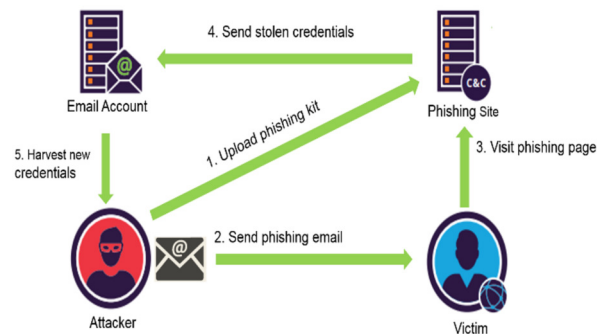 4. Send stolen credentials
@
C&C
Email Account
Phishing Site
1. Upload phishing kit
5. Harvest new
credentials
3. Visit phishing page
@
2. Send phishing email
Attacker
Victim